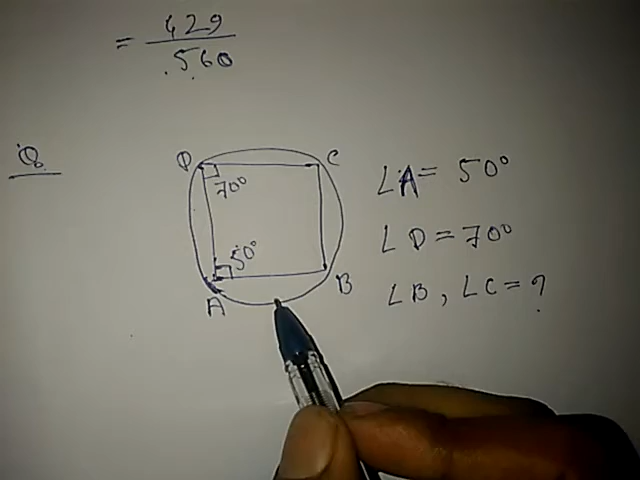 = 429
.560
Q.
D C
70°
50°
A B
∠A = 50°
∠D = 70°
∠B, ∠C = ?